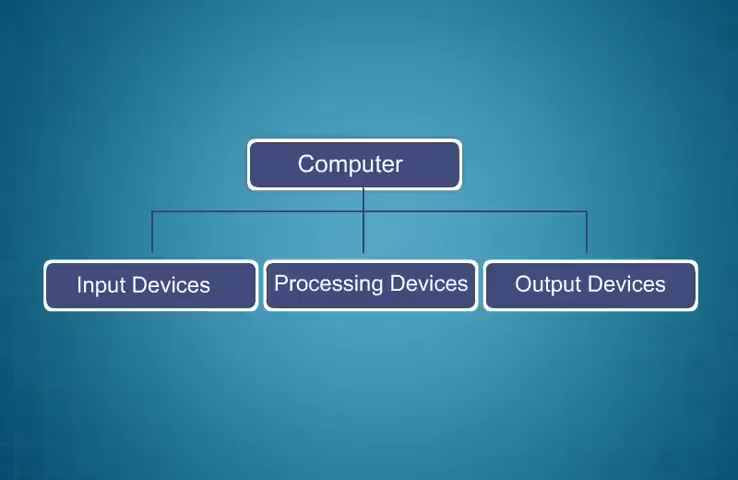 Computer
Input Devices
Processing Devices
Output Devices